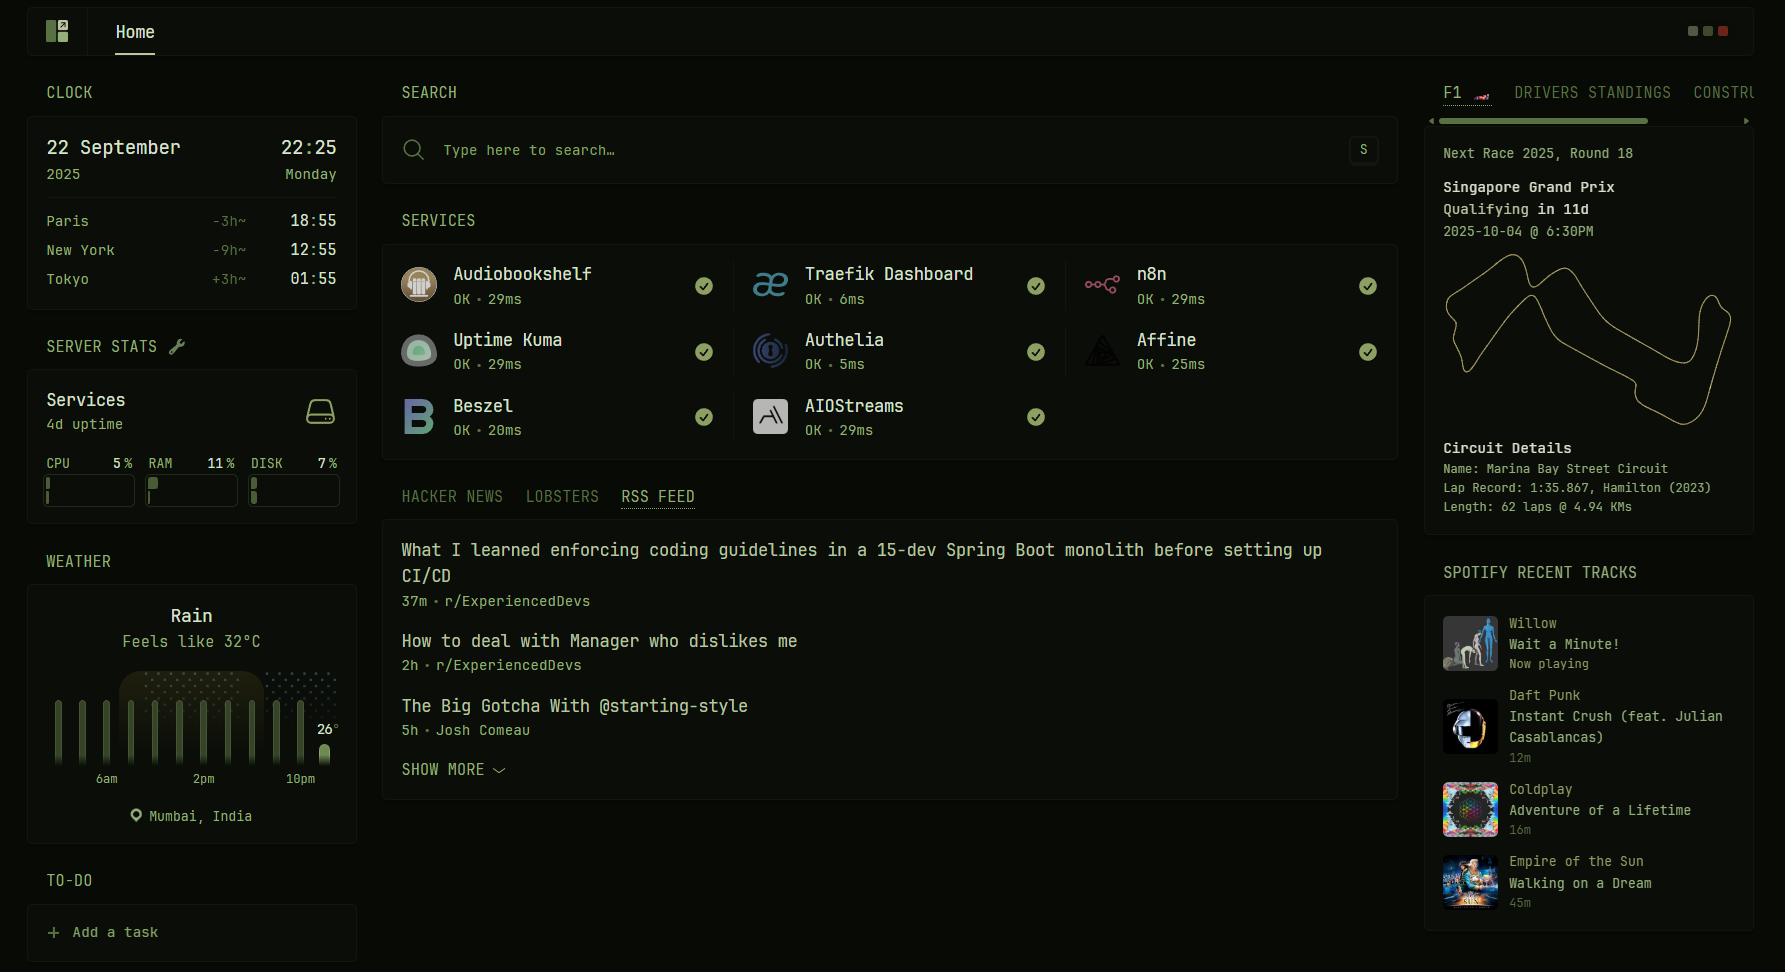 Home
CLOCK
22 September 22:25
2025 Monday
Paris -3h~ 18:55
New York -9h~ 12:55
Tokyo +3h~ 01:55
SERVER STATS
Services
4d uptime
CPU 5% RAM 11% DISK 7%
WEATHER
Rain
Feels like 32°C
26°
6am 2pm 10pm
Mumbai, India
TO-DO
+ Add a task
SEARCH
Type here to search…
S
SERVICES
Audiobookshelf
OK • 29ms
Traefik Dashboard
OK • 6ms
n8n
OK • 29ms
Uptime Kuma
OK • 29ms
Authelia
OK • 5ms
Affine
OK • 25ms
Beszel
OK • 20ms
AIOStreams
OK • 29ms
HACKER NEWS LOBSTERS RSS FEED
What I learned enforcing coding guidelines in a 15-dev Spring Boot monolith before setting up
CI/CD
37m • r/ExperiencedDevs
How to deal with Manager who dislikes me
2h • r/ExperiencedDevs
The Big Gotcha With @starting-style
5h • Josh Comeau
SHOW MORE
F1 DRIVERS STANDINGS CONSTRU
Next Race 2025, Round 18
Singapore Grand Prix
Qualifying in 11d
2025-10-04 @ 6:30PM
Circuit Details
Name: Marina Bay Street Circuit
Lap Record: 1:35.867, Hamilton (2023)
Length: 62 laps @ 4.94 KMs
SPOTIFY RECENT TRACKS
Willow
Wait a Minute!
Now playing
Daft Punk
Instant Crush (feat. Julian
Casablancas)
12m
Coldplay
Adventure of a Lifetime
16m
Empire of the Sun
Walking on a Dream
45m